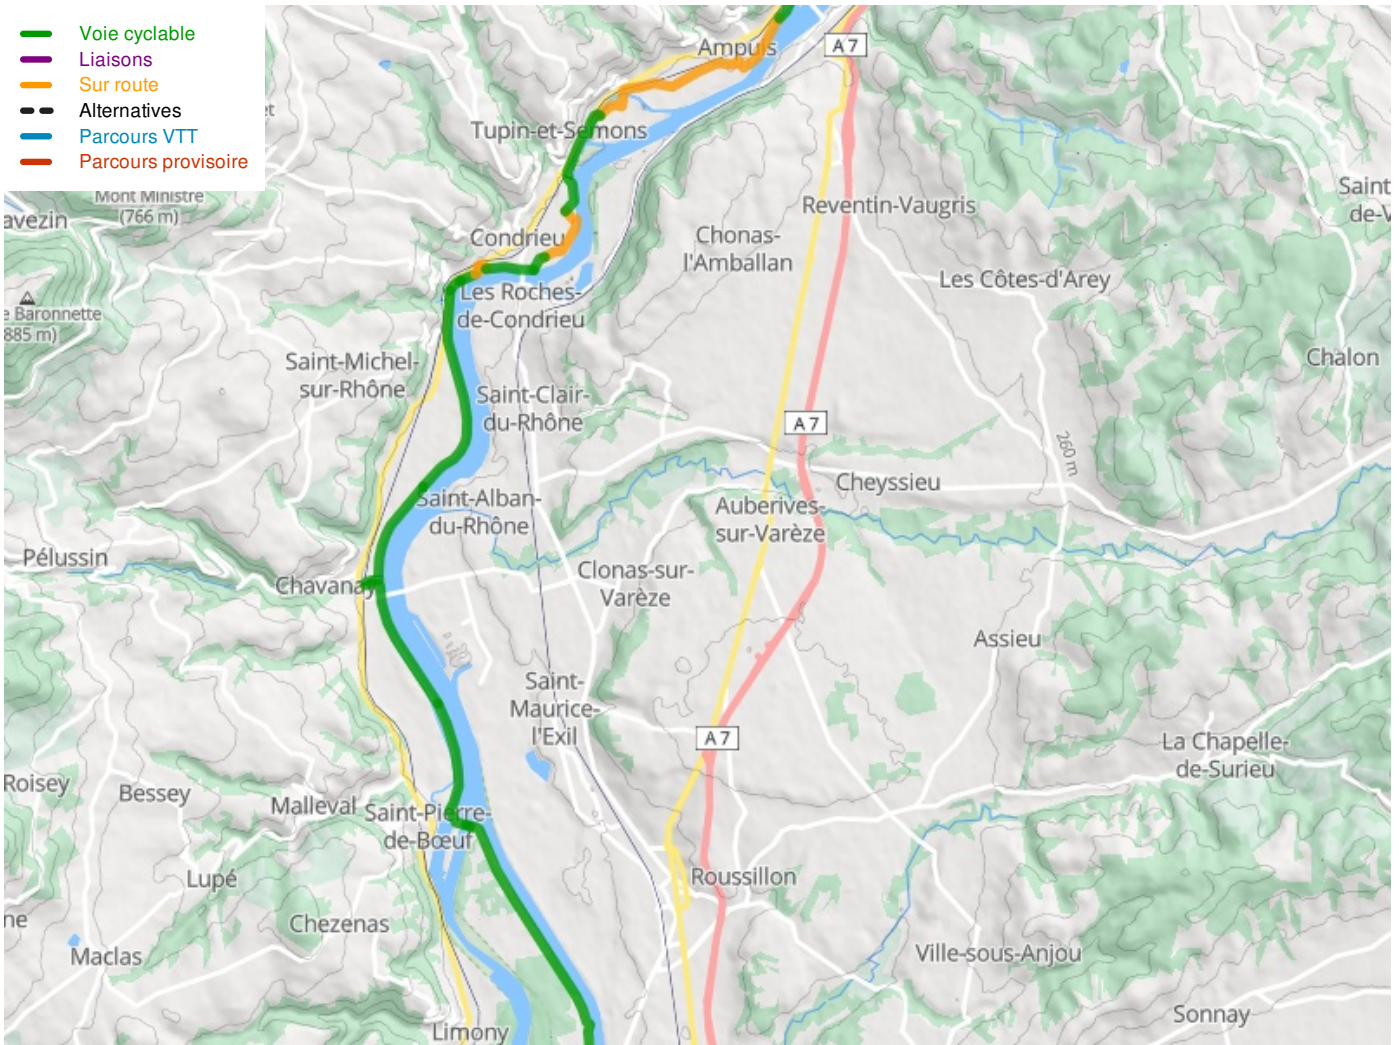 Voie cyclable
Liaisons
Sur route
Alternatives
Parcours VTT
Parcours provisoire
Ampuis
A 7
Tupin-et-Semons
Mont Ministre
(766 m)
avezin
Saint
de-V
Reventin-Vaugris
Condrieu
Chonas-
l'Amballan
Les Côtes-d'Arey
Les Roches-
de-Condrieu
e Baronnette
885 m)
Chalon
Saint-Michel-
sur-Rhône
Saint-Clair-
du-Rhône
A 7
260 m
Cheyssieu
Saint-Alban-
du-Rhône
Auberives-
sur-Varèze
Pélussin
Chavanay
Clonas-sur-
Varèze
Assieu
Saint-
Maurice-
l'Exil
A 7
La Chapelle-
de-Surieu
Roisey
Bessey
Malleval
Saint-Pierre-
de-Bœuf
Lupé
Roussillon
ne
Chezenas
Maclas
Ville-sous-Anjou
Sonnay
Limony